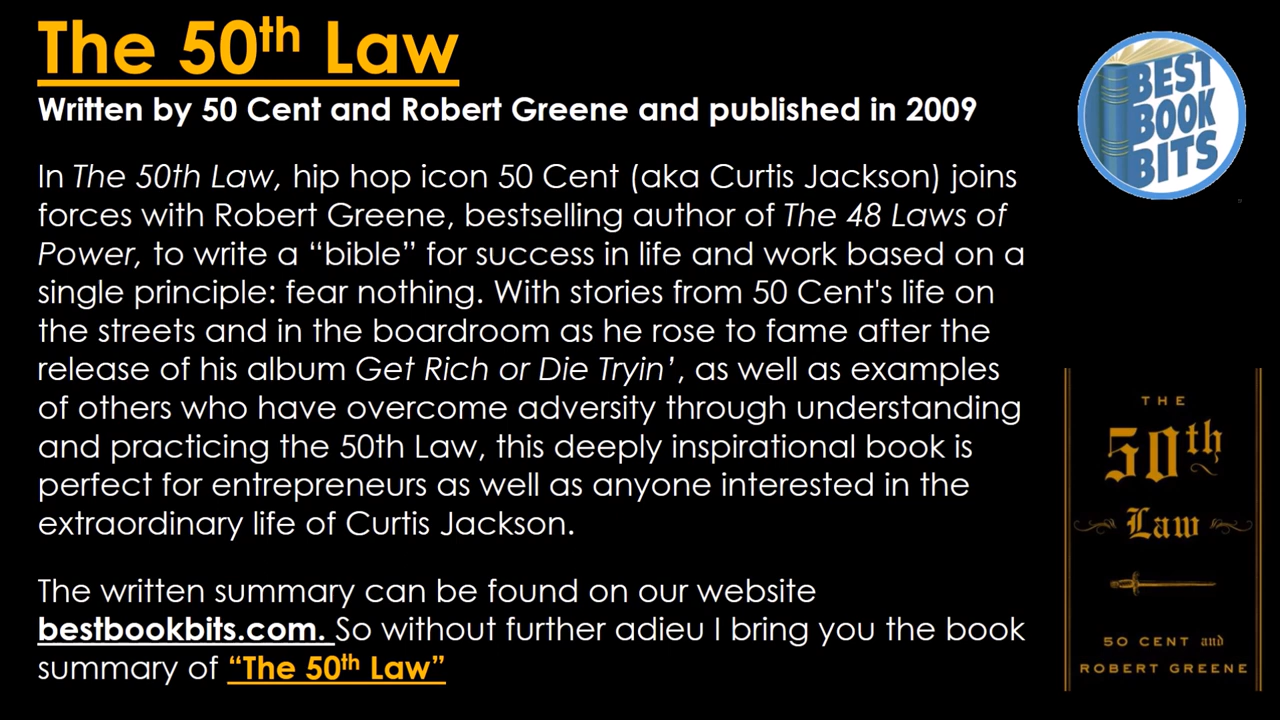 The 50th Law
Written by 50 Cent and Robert Greene and published in 2009
In The 50th Law, hip hop icon 50 Cent (aka Curtis Jackson) joins
forces with Robert Greene, bestselling author of The 48 Laws of
Power, to write a “bible” for success in life and work based on a
single principle: fear nothing. With stories from 50 Cent's life on
the streets and in the boardroom as he rose to fame after the
release of his album Get Rich or Die Tryin’, as well as examples
of others who have overcome adversity through understanding
and practicing the 50th Law, this deeply inspirational book is
perfect for entrepreneurs as well as anyone interested in the
extraordinary life of Curtis Jackson.
The written summary can be found on our website
bestbookbits.com. So without further adieu I bring you the book
summary of “The 50th Law”
BEST
BOOK
BITS
THE
50th
Law
50 CENT and
ROBERT GREENE